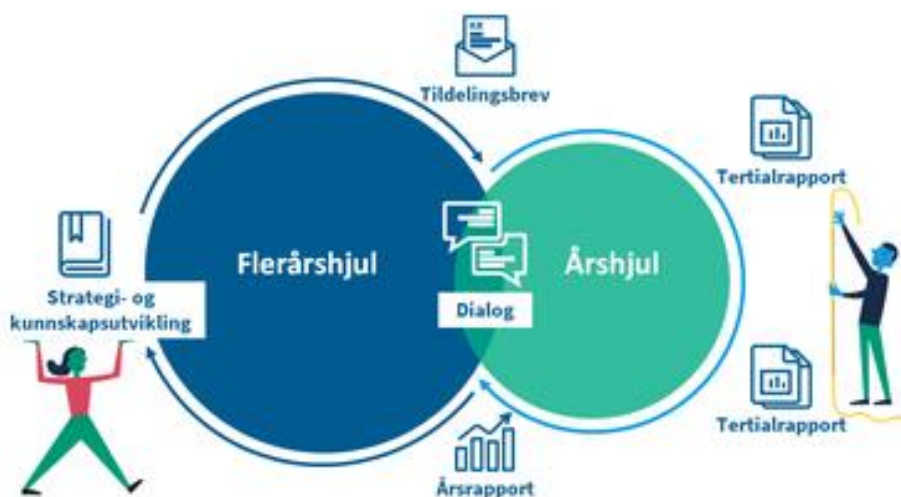 Tildelingsbrev
Tertialrapport
Flerårshjul
Årshjul
Strategi- og
kunnskapsutvikling
Dialog
Tertialrapport
Årsrapport